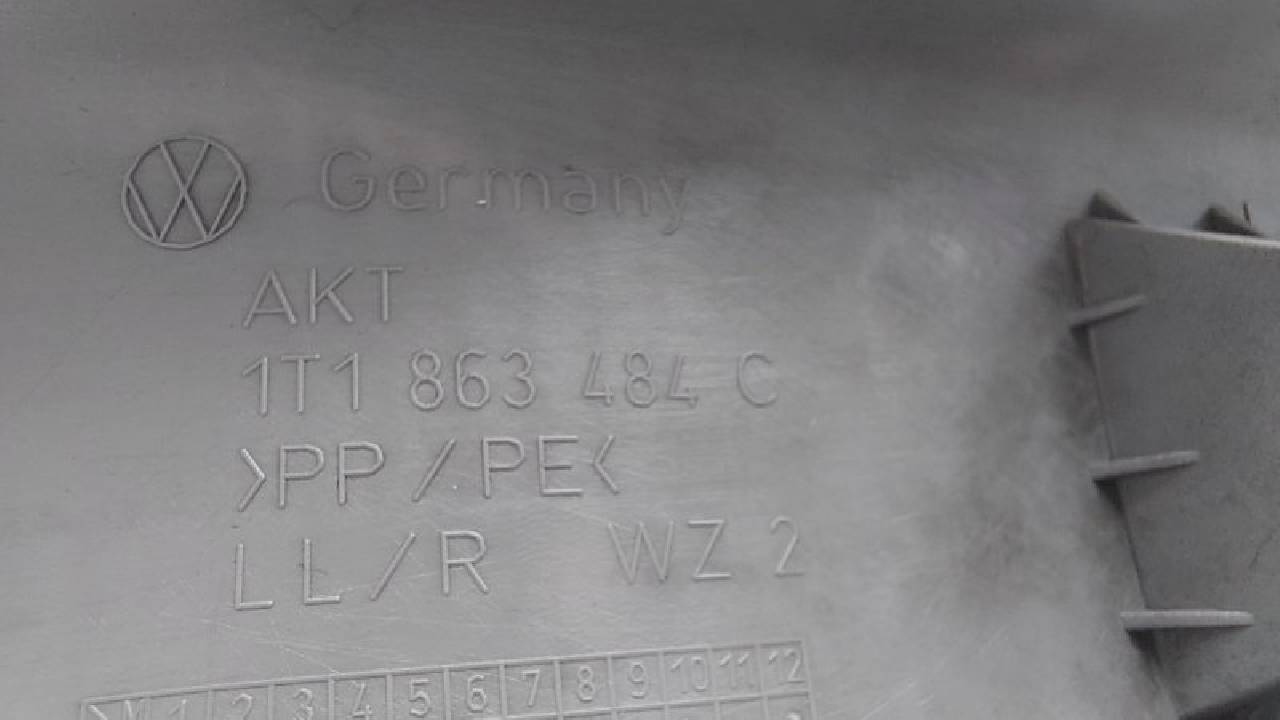 Germany
AKT
1T1 863 484 C
>PP/PE<
LL/R WZ 2
1 2 3 4 5 6 7 8 9 10 11 12